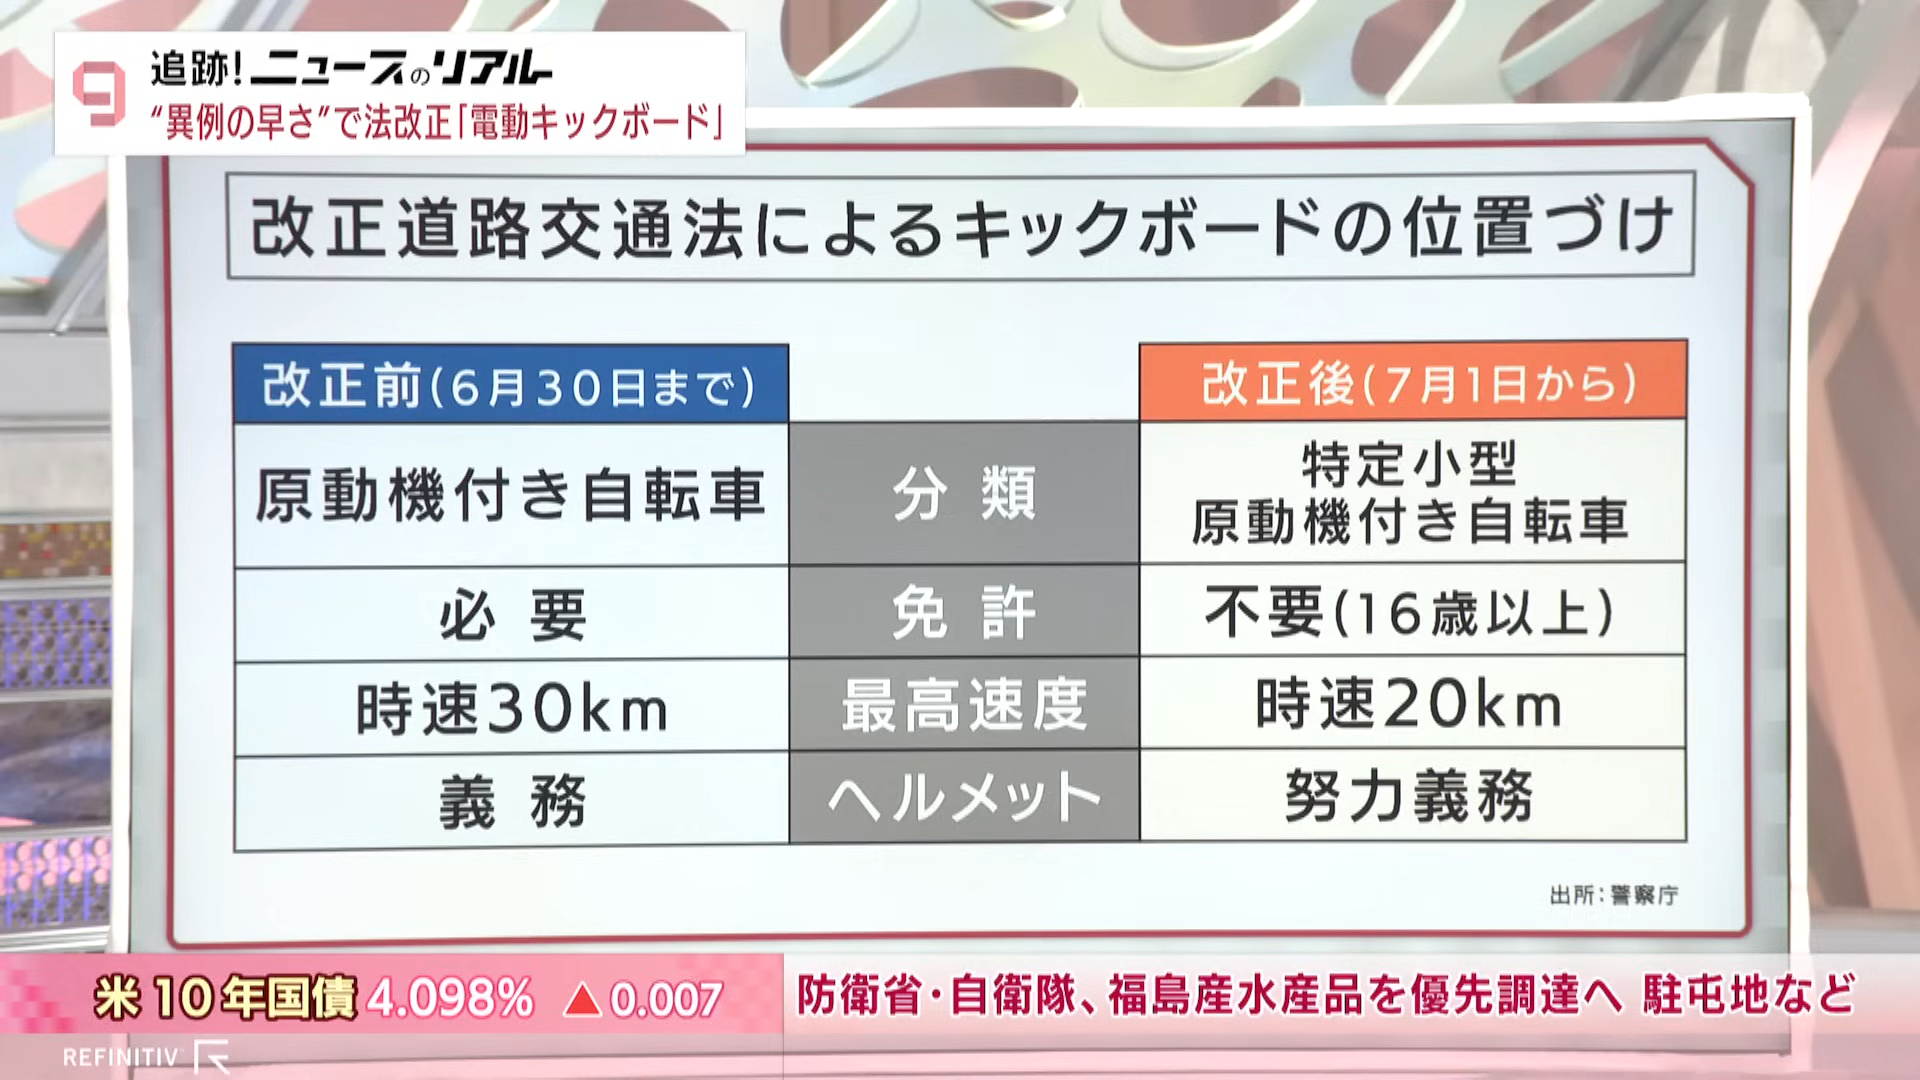 9
追跡!ニュースのリアル
“異例の早さ”で法改正「電動キックボード」
改正道路交通法によるキックボードの位置づけ
改正前(6月30日まで) 改正後(7月1日から)
原動機付き自転車 分類 特定小型
原動機付き自転車
必要 免許 不要(16歳以上)
時速30km 最高速度 時速20km
義務 ヘルメット 努力義務
出所:警察庁
米10年国債 4.098% ▲0.007
防衛省・自衛隊、福島産水産品を優先調達へ 駐屯地など
REFINITIV